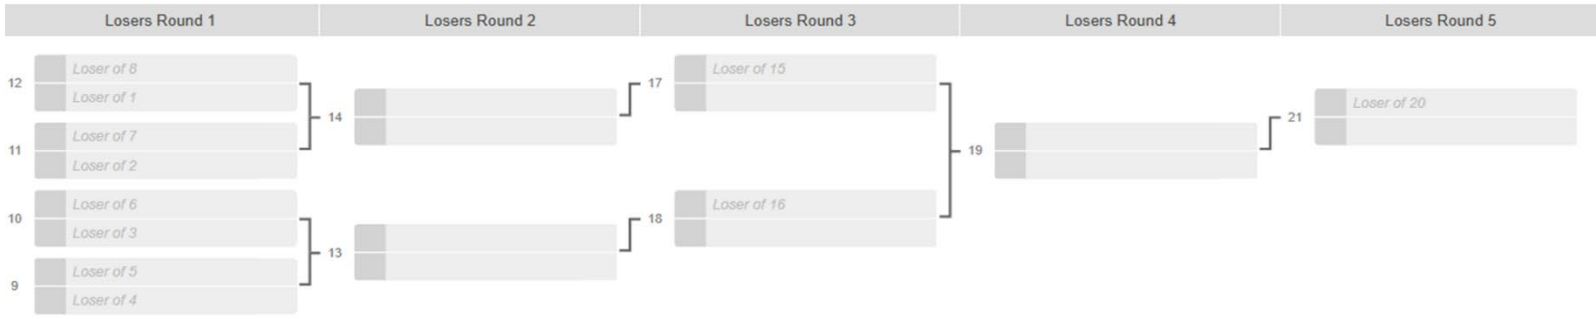 Losers Round 1
Losers Round 2
Losers Round 3
Losers Round 4
Losers Round 5
12
Loser of 8
Loser of 1
11
Loser of 7
Loser of 2
10
Loser of 6
Loser of 3
9
Loser of 5
Loser of 4
14
13
17
Loser of 15
18
Loser of 16
19
21
Loser of 20